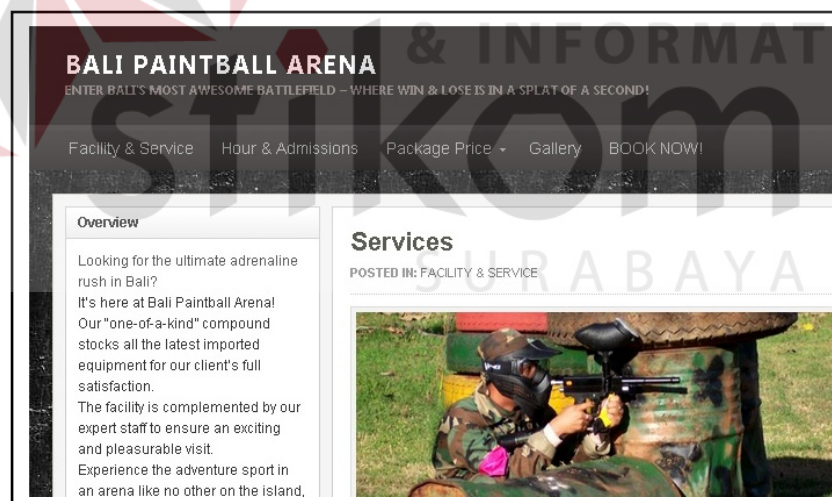 & INFORMAT
BALI PAINTBALL ARENA
ENTER BALI'S MOST AWESOME BATTLEFIELD – WHERE WIN & LOSE IS IN A SPLAT OF A SECOND!
stikom
Facility & Service Hour & Admissions Package Price Gallery BOOK NOW!
SURABAYA
Overview
Looking for the ultimate adrenaline
rush in Bali?
It's here at Bali Paintball Arena!
Our "one-of-a-kind" compound
stocks all the latest imported
equipment for our client's full
satisfaction.
The facility is complemented by our
expert staff to ensure an exciting
and pleasurable visit.
Experience the adventure sport in
an arena like no other on the island,
Services
POSTED IN: FACILITY & SERVICE